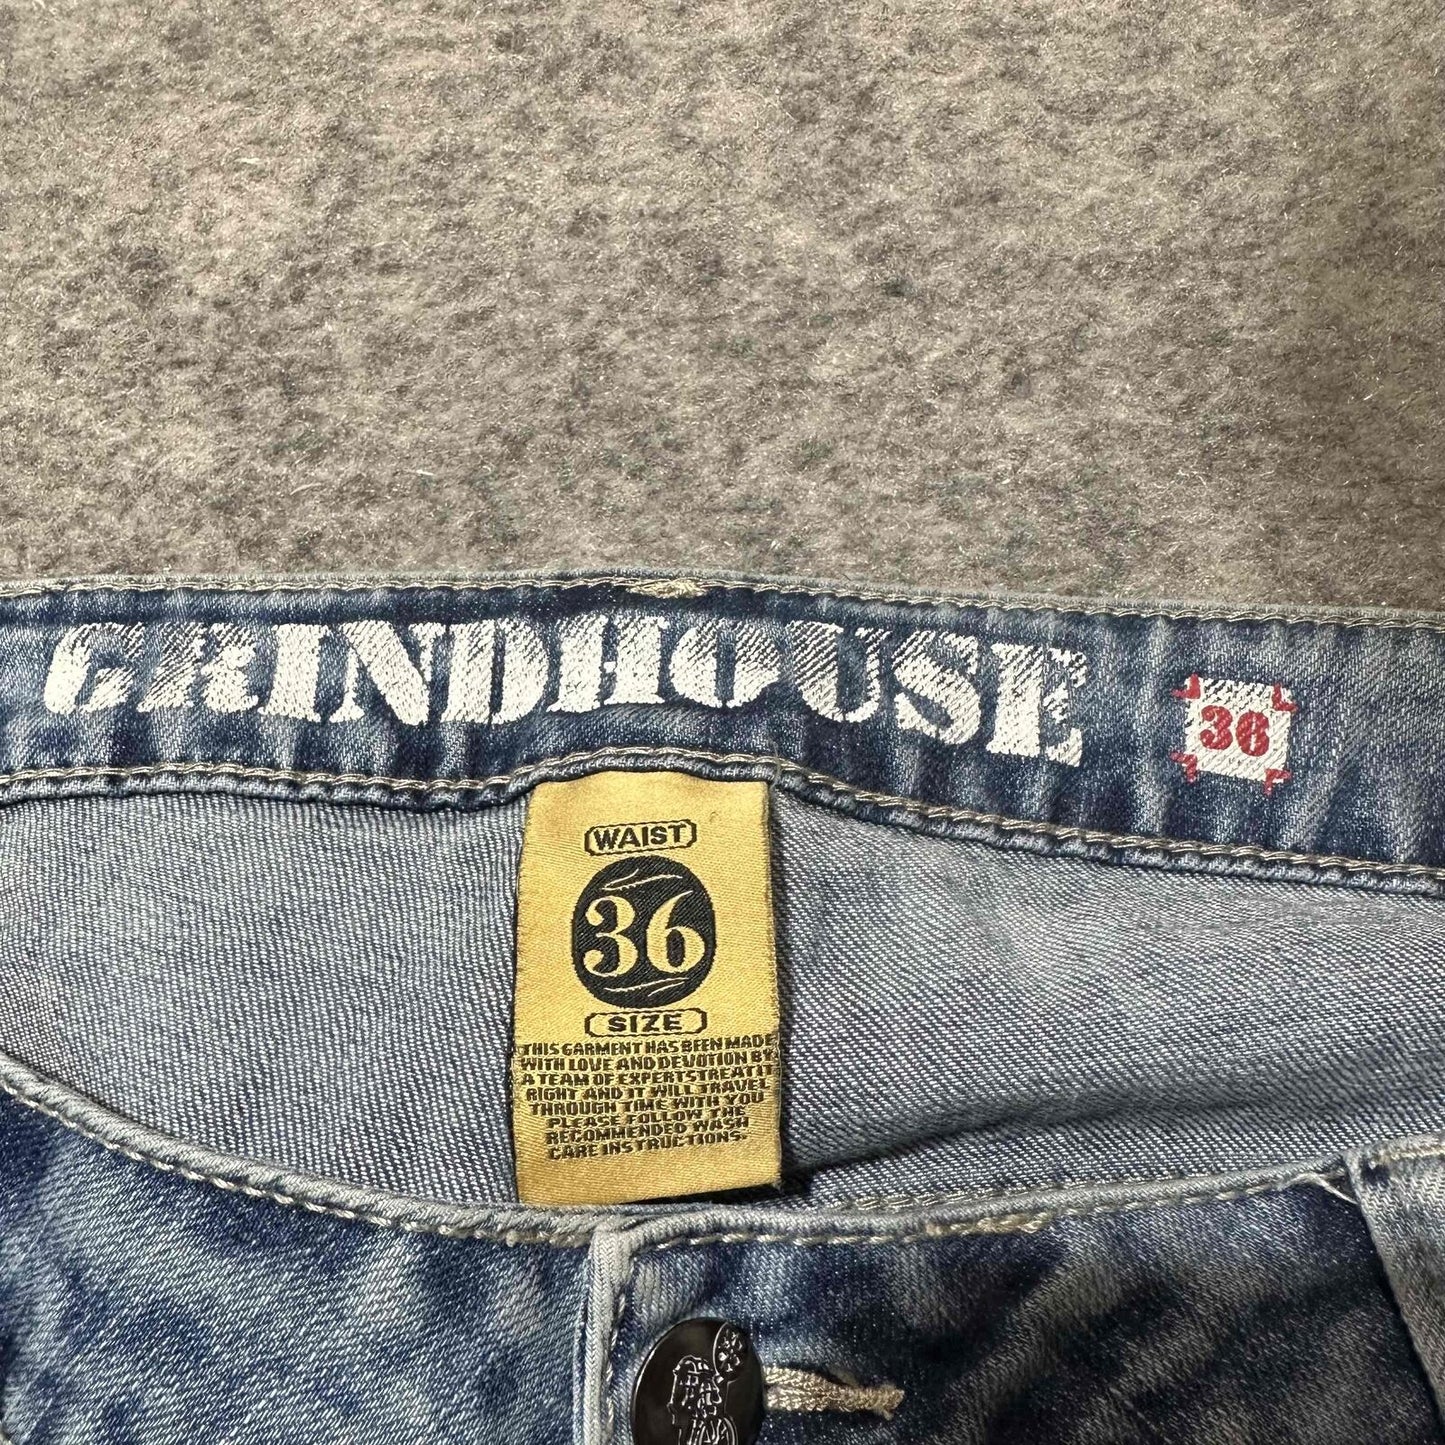 GRINDHOUSE 36
WAIST
36
SIZE
THIS GARMENT HAS BEEN MADE
WITH LOVE AND DEVOTION BY
A TEAM OF EXPERTS TREAT IT
RIGHT AND IT WILL TRAVEL
THROUGH TIME WITH YOU
PLEASE FOLLOW THE
RECOMMENDED WASH
CARE INSTRUCTIONS.